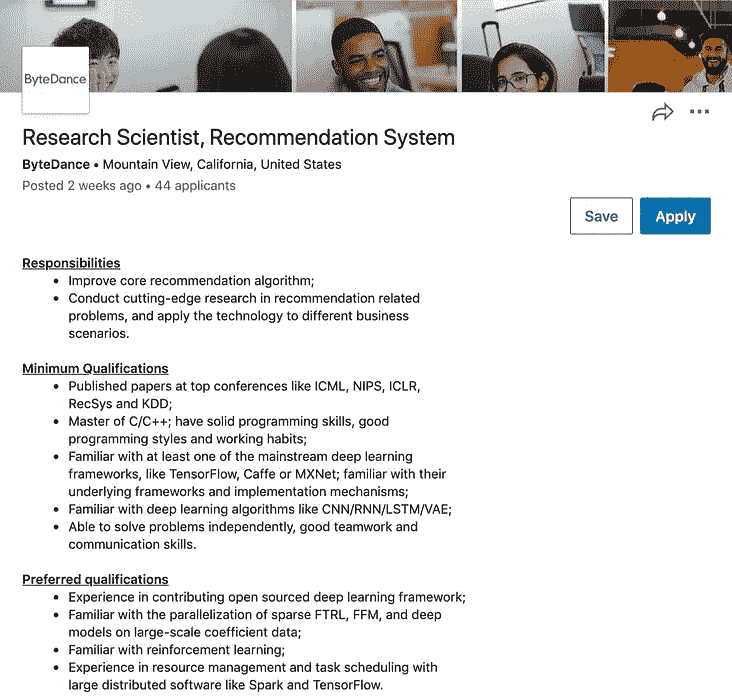 ByteDance
Research Scientist, Recommendation System
ByteDance • Mountain View, California, United States
Posted 2 weeks ago • 44 applicants
Save
Apply
Responsibilities
• Improve core recommendation algorithm;
• Conduct cutting-edge research in recommendation related
problems, and apply the technology to different business
scenarios.
Minimum Qualifications
• Published papers at top conferences like ICML, NIPS, ICLR,
RecSys and KDD;
• Master of C/C++; have solid programming skills, good
programming styles and working habits;
• Familiar with at least one of the mainstream deep learning
frameworks, like TensorFlow, Caffe or MXNet; familiar with their
underlying frameworks and implementation mechanisms;
• Familiar with deep learning algorithms like CNN/RNN/LSTM/VAE;
• Able to solve problems independently, good teamwork and
communication skills.
Preferred qualifications
• Experience in contributing open sourced deep learning framework;
• Familiar with the parallelization of sparse FTRL, FFM, and deep
models on large-scale coefficient data;
• Familiar with reinforcement learning;
• Experience in resource management and task scheduling with
large distributed software like Spark and TensorFlow.